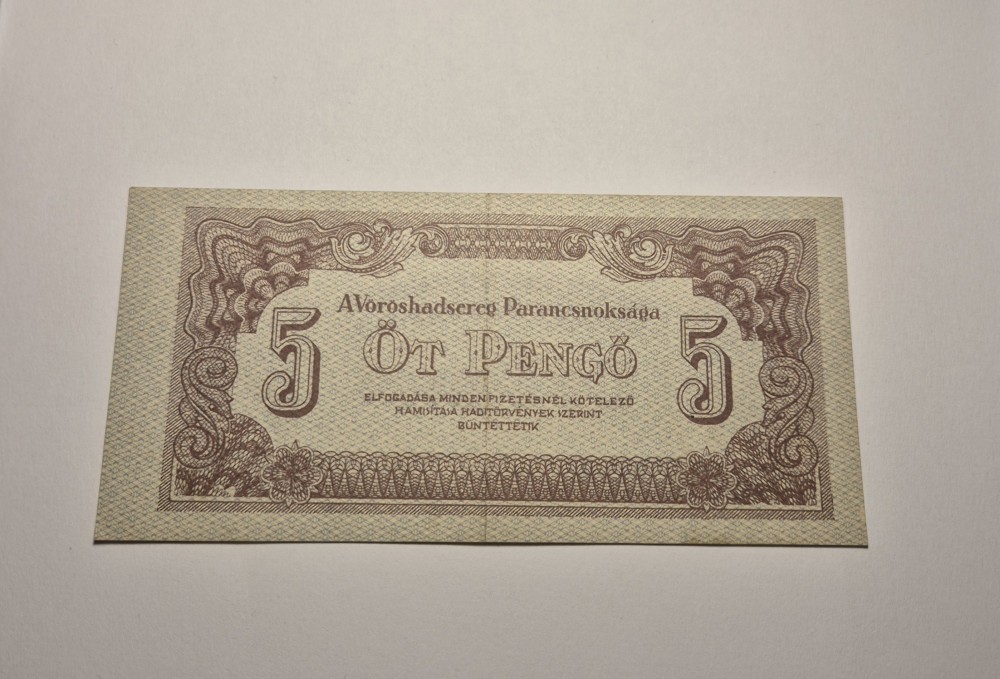 A Vöröshadsereg Parancsnoksága
5 ÖT PENGŐ 5
ELFOGADÁSA MINDEN FIZETÉSNÉL KÖTELEZŐ
HAMISÍTÁSA HADITÖRVÉNYEK SZERINT
BÜNTETTETIK